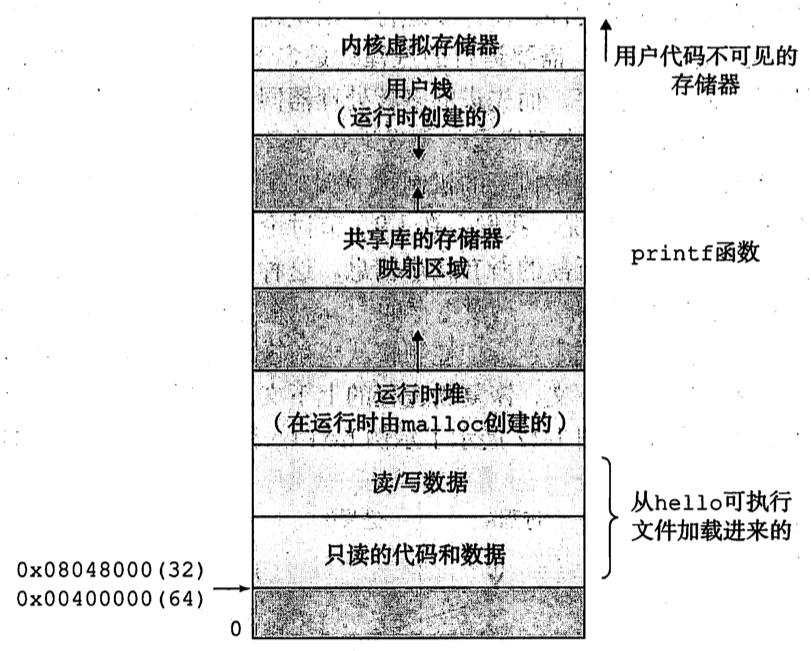 内核虚拟存储器
用户代码不可见的
存储器
用户栈
（运行时创建的）
共享库的存储器
映射区域
printf函数
运行时堆
（在运行时由malloc创建的）
读/写数据
从hello可执行
文件加载进来的
只读的代码和数据
0x08048000(32)
0x00400000(64)
0